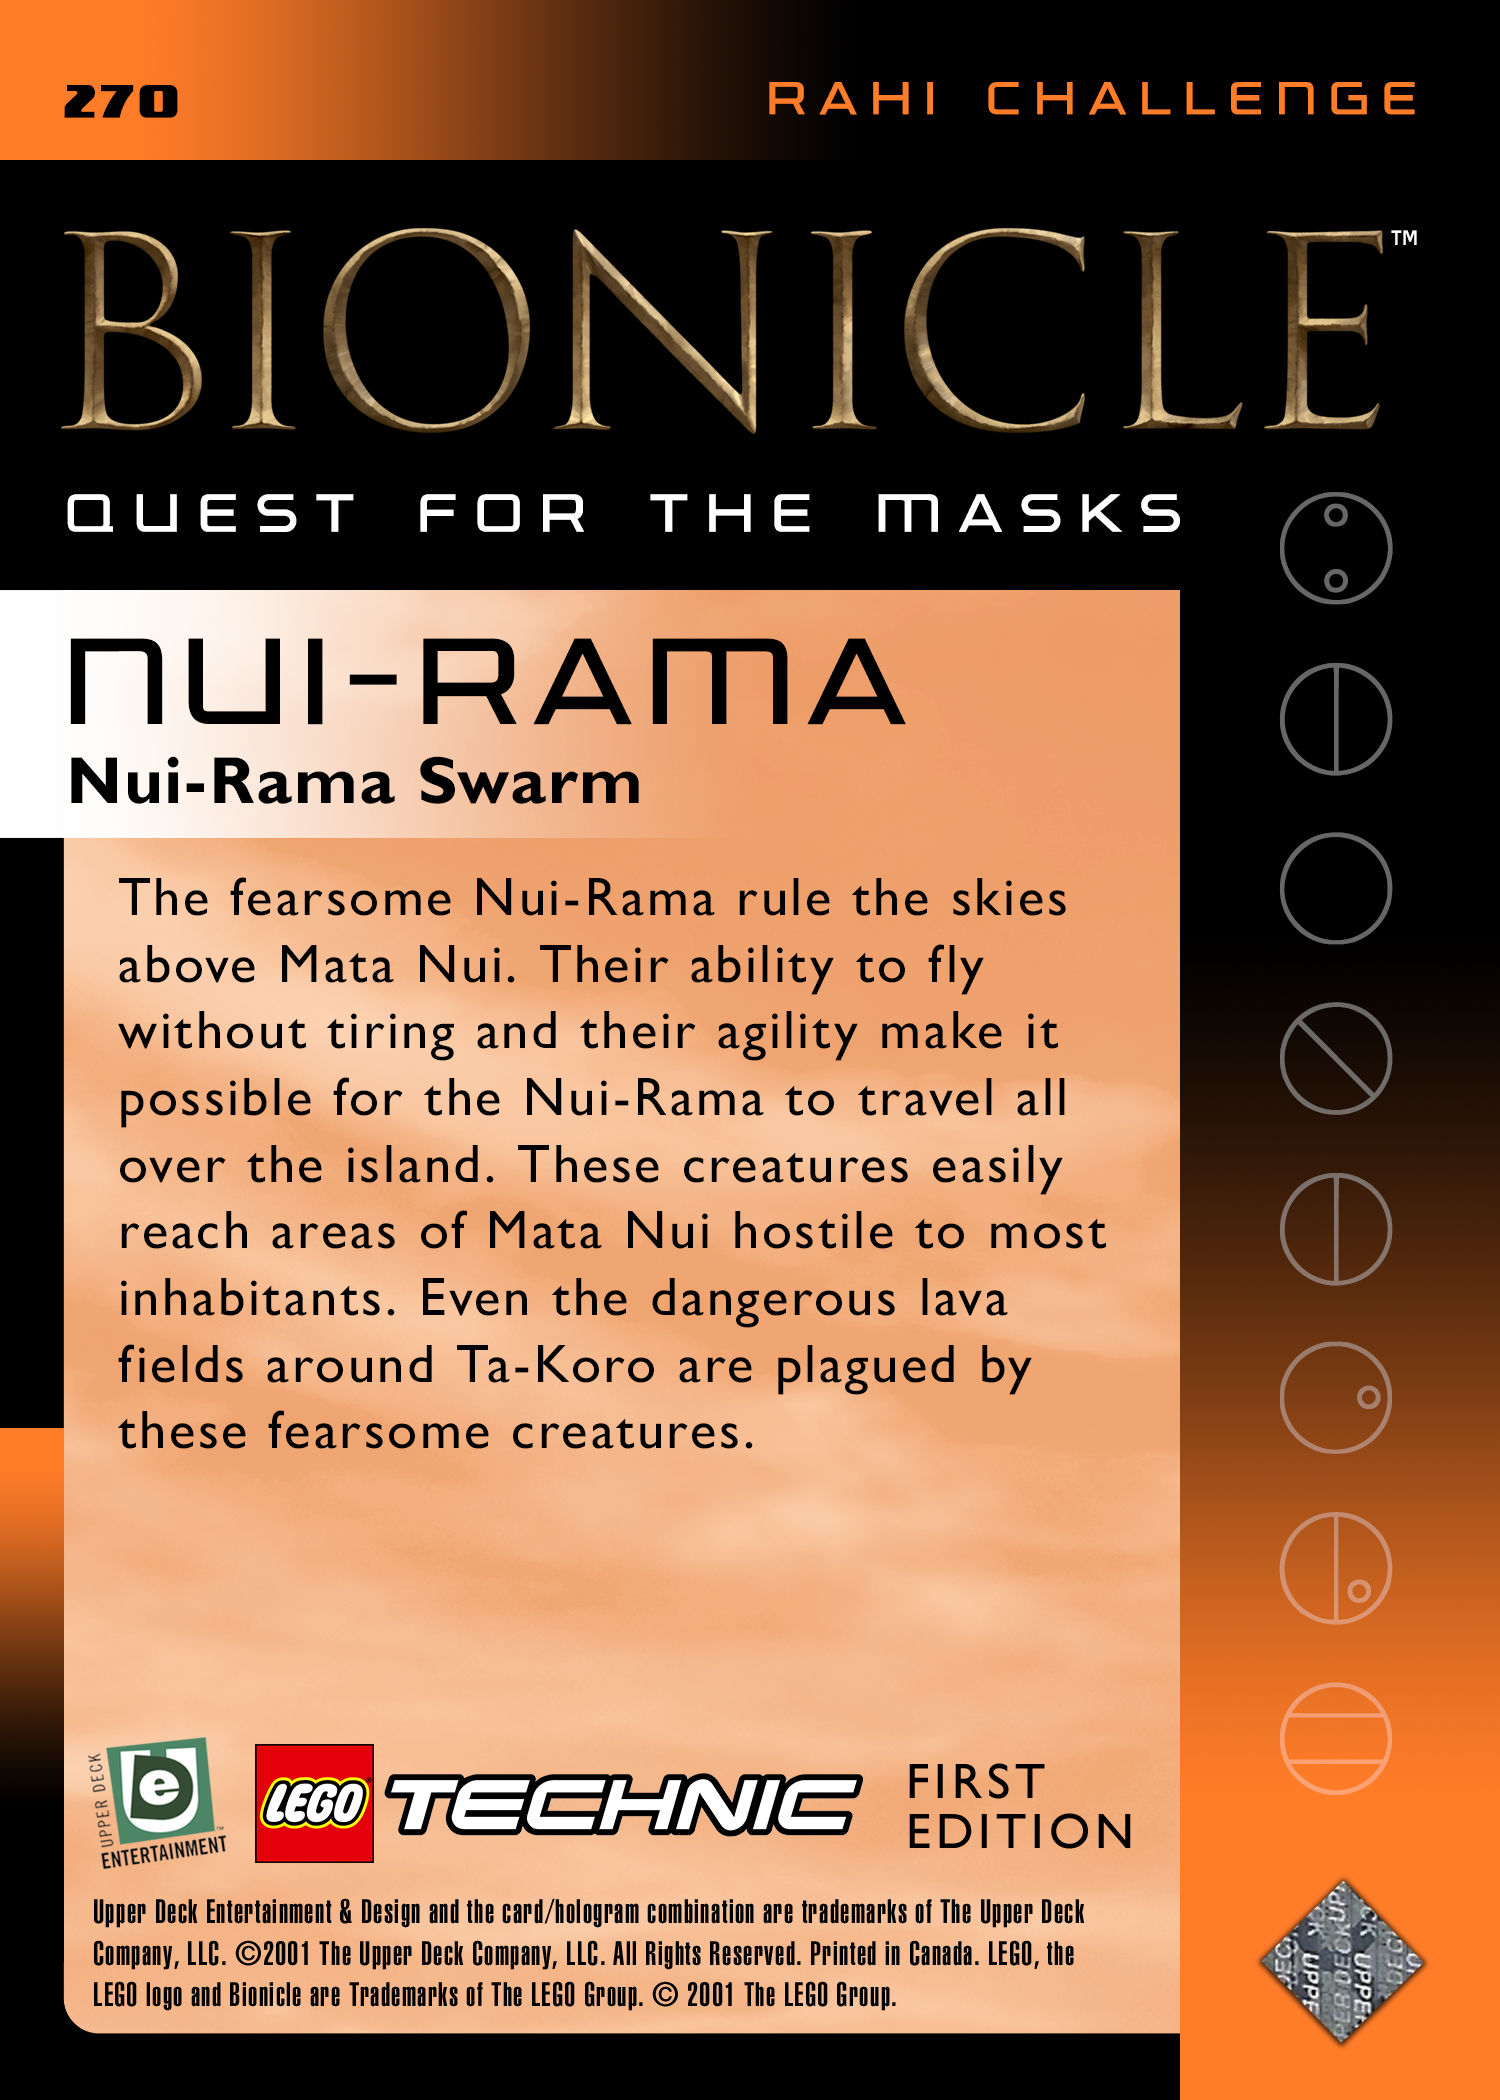 270
RAHI CHALLENGE
BIONICLE™
QUEST FOR THE MASKS
NUI-RAMA
Nui-Rama Swarm
The fearsome Nui-Rama rule the skies
above Mata Nui. Their ability to fly
without tiring and their agility make it
possible for the Nui-Rama to travel all
over the island. These creatures easily
reach areas of Mata Nui hostile to most
inhabitants. Even the dangerous lava
fields around Ta-Koro are plagued by
these fearsome creatures.
UPPER DECK
ENTERTAINMENT
LEGO TECHNIC
FIRST
EDITION
Upper Deck Entertainment & Design and the card/hologram combination are trademarks of The Upper Deck
Company, LLC. ©2001 The Upper Deck Company, LLC. All Rights Reserved. Printed in Canada. LEGO, the
LEGO logo and Bionicle are Trademarks of The LEGO Group. © 2001 The LEGO Group.